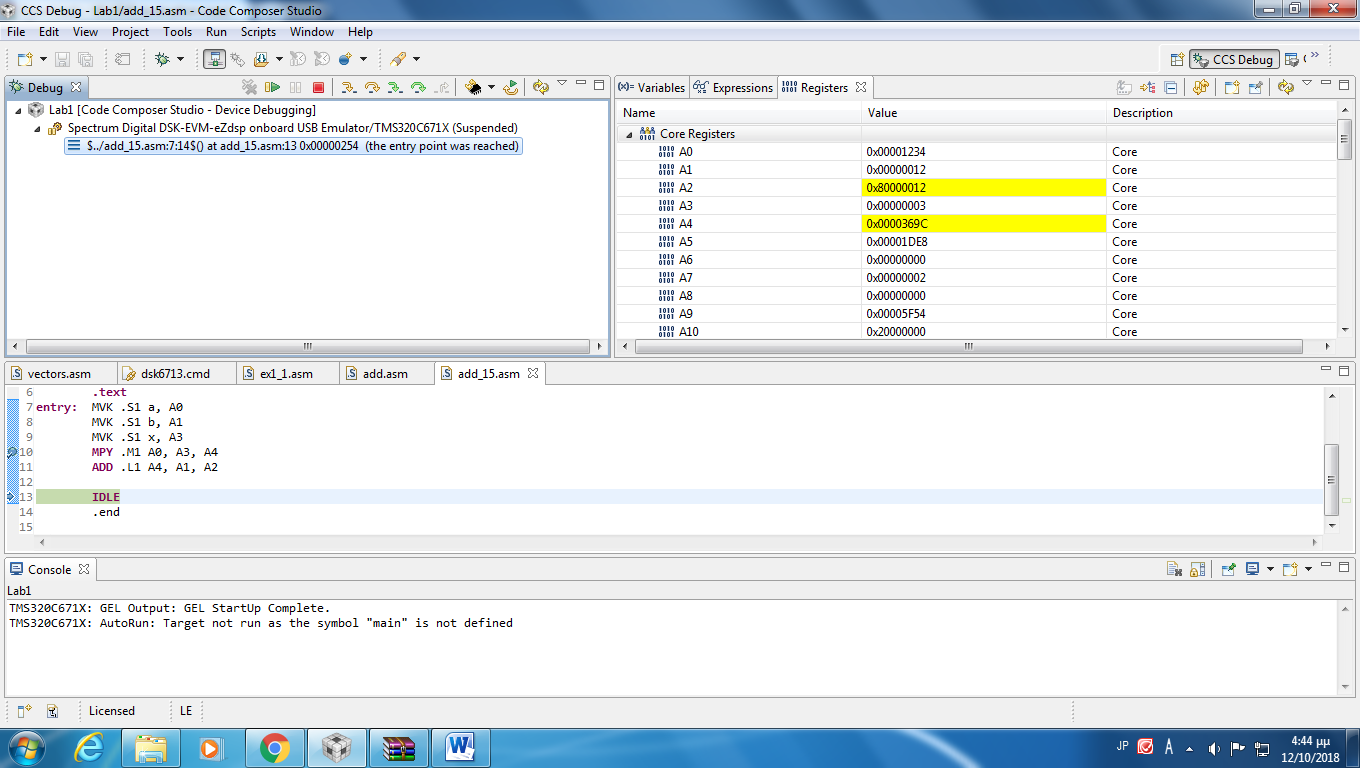 CCS Debug - Lab1/add_15.asm - Code Composer Studio
File Edit View Project Tools Run Scripts Window Help
CCS Debug
Debug
Lab1 [Code Composer Studio - Device Debugging]
Spectrum Digital DSK-EVM-eZdsp onboard USB Emulator/TMS320C671X (Suspended)
$../add_15.asm:7:14$() at add_15.asm:13 0x00000254 (the entry point was reached)
(x)= Variables Expressions Registers
Name Value Description
Core Registers
A0 0x00001234 Core
A1 0x00000012 Core
A2 0x80000012 Core
A3 0x00000003 Core
A4 0x0000369C Core
A5 0x00001DE8 Core
A6 0x00000000 Core
A7 0x00000002 Core
A8 0x00000000 Core
A9 0x00005F54 Core
A10 0x20000000 Core
vectors.asm dsk6713.cmd ex1_1.asm add.asm add_15.asm
6 .text
7 entry: MVK .S1 a, A0
8 MVK .S1 b, A1
9 MVK .S1 x, A3
10 MPY .M1 A0, A3, A4
11 ADD .L1 A4, A1, A2
12
13 IDLE
14 .end
15
Console
Lab1
TMS320C671X: GEL Output: GEL StartUp Complete.
TMS320C671X: AutoRun: Target not run as the symbol "main" is not defined
Licensed LE
JP
4:44 μμ
12/10/2018